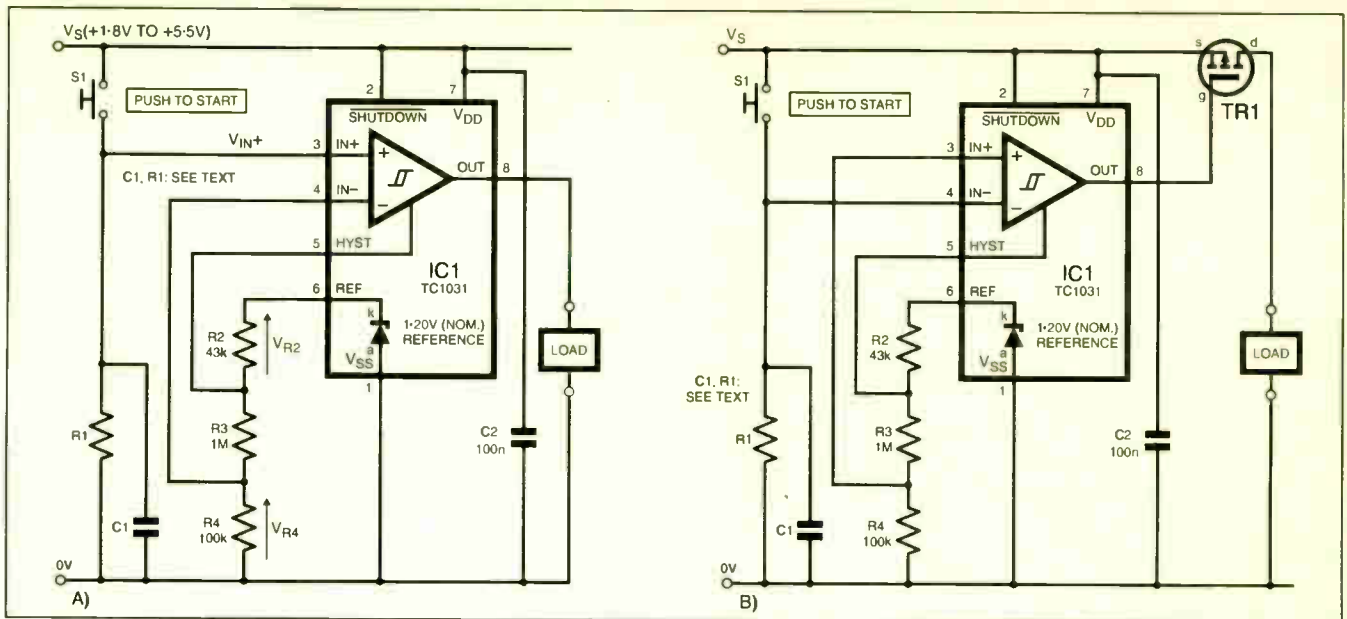 VS(+1·8V TO +5·5V)
S1
PUSH TO START
2
7
SHUTDOWN
VDD
VIN+
3
IN+
+
OUT
8
C1, R1: SEE TEXT
4
IN−
−
5
HYST
IC1
TC1031
6
REF
k
1·20V (NOM.)
REFERENCE
a
VSS
1
R2
43k
VR2
LOAD
R1
R3
1M
C2
100n
C1
R4
100k
VR4
0V
A)
VS
S1
PUSH TO START
2
7
SHUTDOWN
VDD
s
d
g
TR1
3
IN+
+
OUT
8
4
IN−
−
5
HYST
IC1
TC1031
6
REF
k
1·20V (NOM.)
REFERENCE
a
VSS
1
R2
43k
LOAD
C1, R1:
SEE TEXT
R1
R3
1M
C2
100n
C1
R4
100k
0V
B)